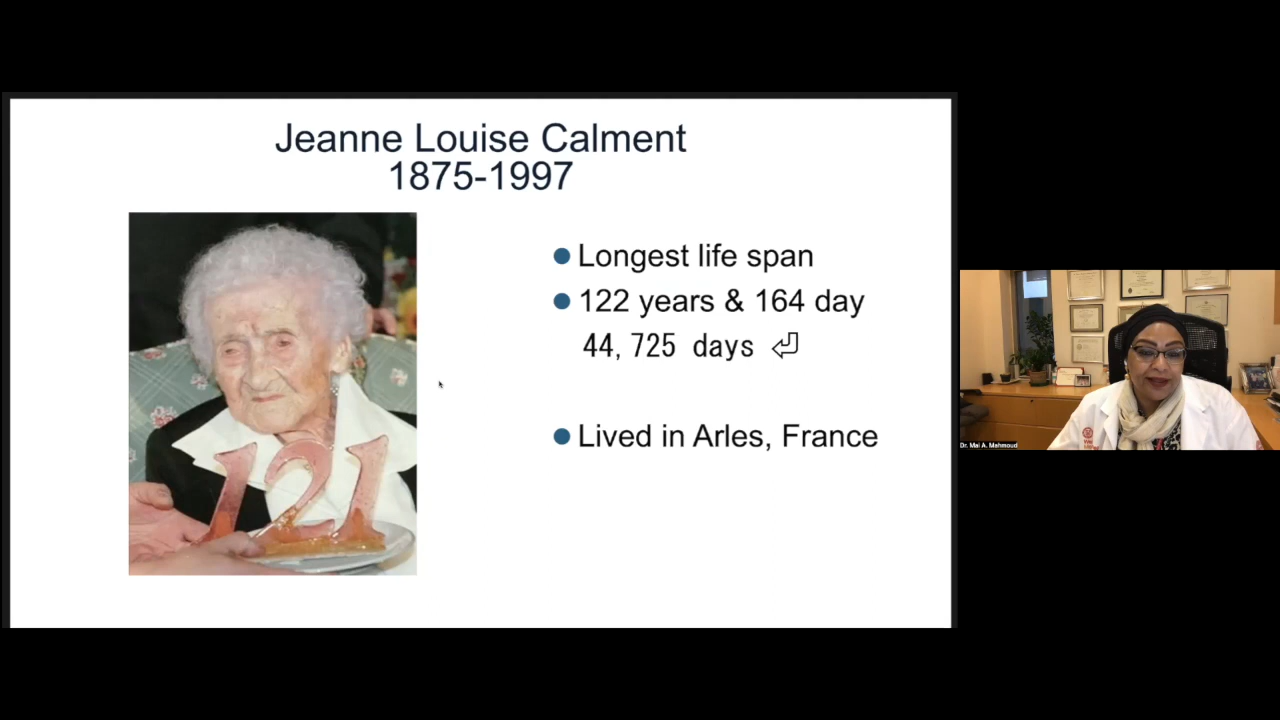 Jeanne Louise Calment
1875-1997
Longest life span
122 years & 164 day
44,725 days
Lived in Arles, France
121
Dr. Mai A. Mahmoud